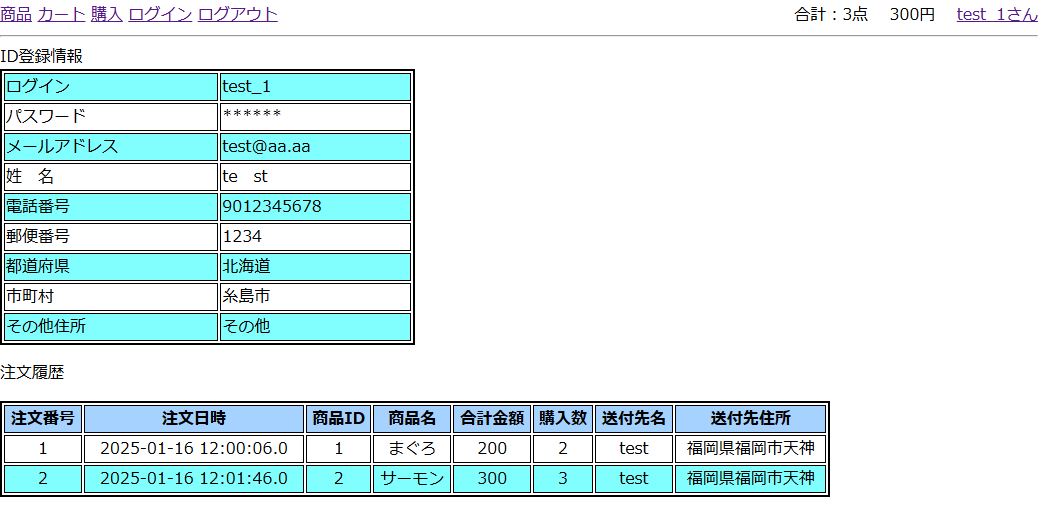 商品 カート 購入 ログイン ログアウト 合計：3点 300円 test_1さん
ID登録情報
ログイン test_1
パスワード ******
メールアドレス test@aa.aa
姓　名 te　st
電話番号 9012345678
郵便番号 1234
都道府県 北海道
市町村 糸島市
その他住所 その他
注文履歴
注文番号 注文日時 商品ID 商品名 合計金額 購入数 送付先名 送付先住所
1 2025-01-16 12:00:06.0 1 まぐろ 200 2 test 福岡県福岡市天神
2 2025-01-16 12:01:46.0 2 サーモン 300 3 test 福岡県福岡市天神